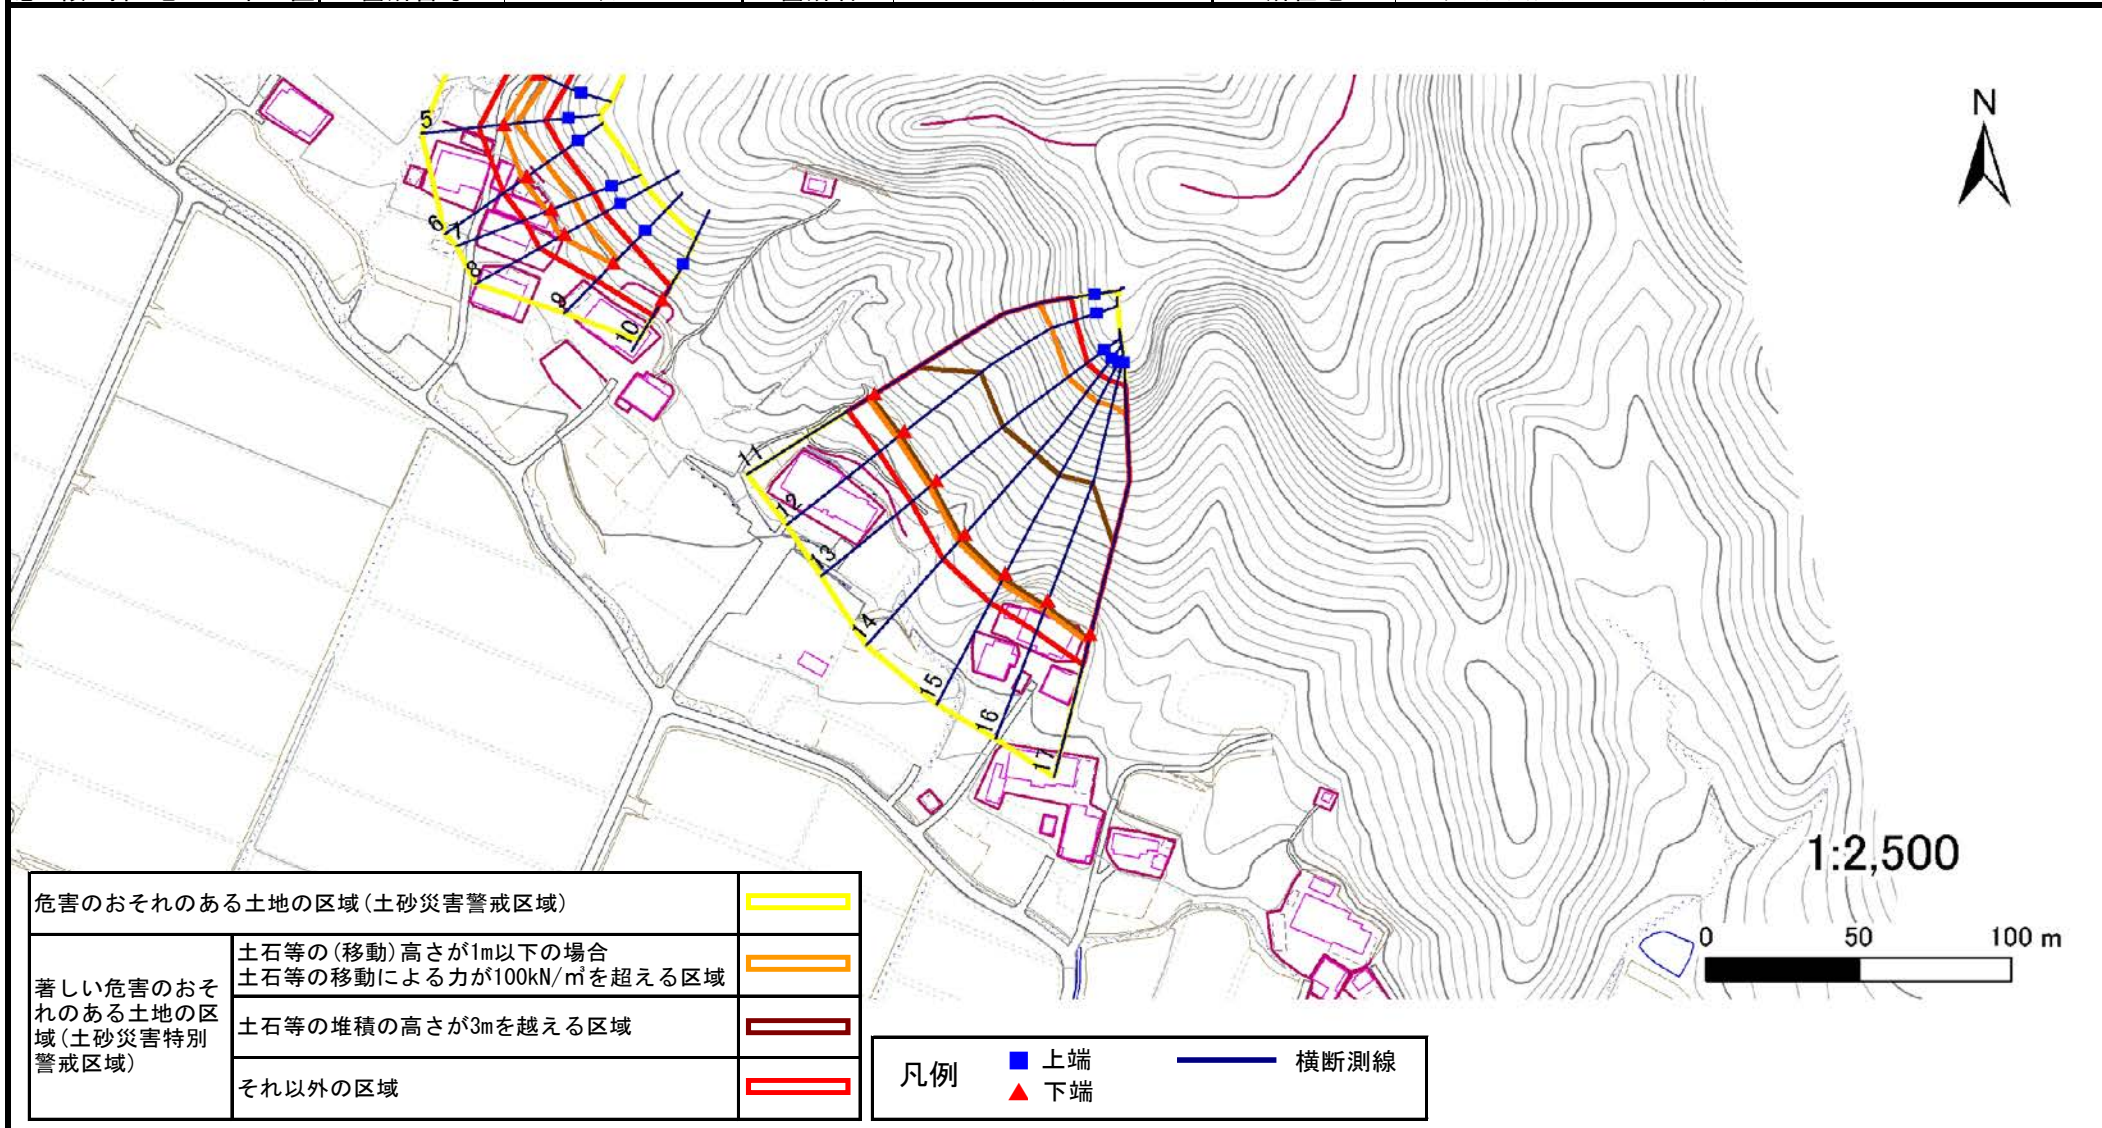 N
5
6
7
8
9
10
11
12
13
14
15
16
17
1:2,500
0 50 100 m
危害のおそれのある土地の区域(土砂災害警戒区域)
著しい危害のおそ
れのある土地の区
域(土砂災害特別
警戒区域)
土石等の(移動)高さが1m以下の場合
土石等の移動による力が100kN/㎡を超える区域
土石等の堆積の高さが3mを越える区域
それ以外の区域
凡例
上端
下端
横断測線